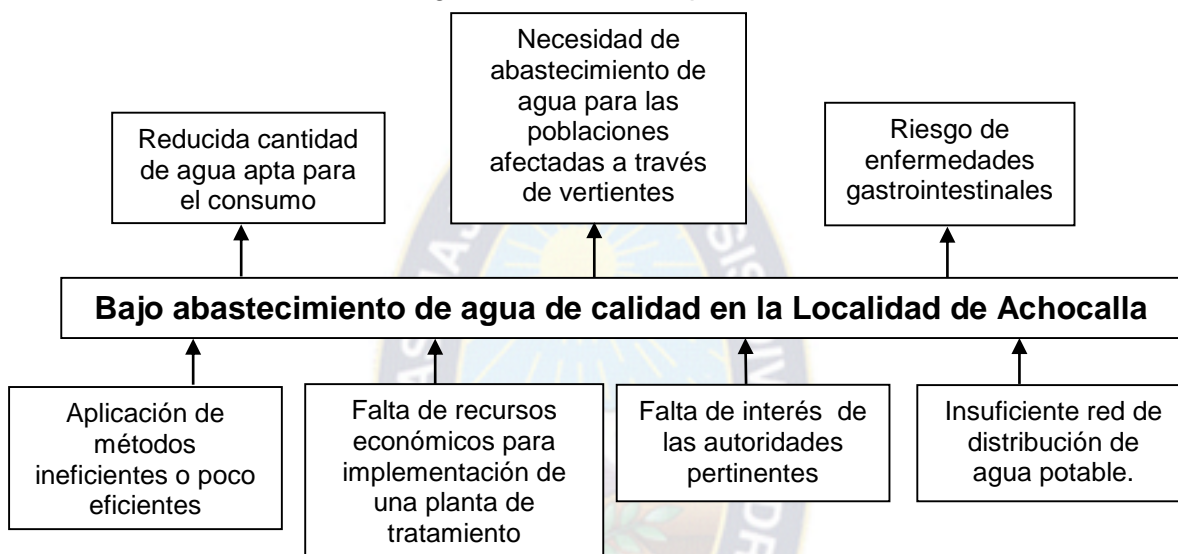 Necesidad de
abastecimiento de
agua para las
poblaciones
afectadas a través
de vertientes
Reducida cantidad
de agua apta para
el consumo
Riesgo de
enfermedades
gastrointestinales
Bajo abastecimiento de agua de calidad en la Localidad de Achocalla
Aplicación de
métodos
ineficientes o poco
eficientes
Falta de recursos
económicos para
implementación de
una planta de
tratamiento
Falta de interés de
las autoridades
pertinentes
Insuficiente red de
distribución de
agua potable.